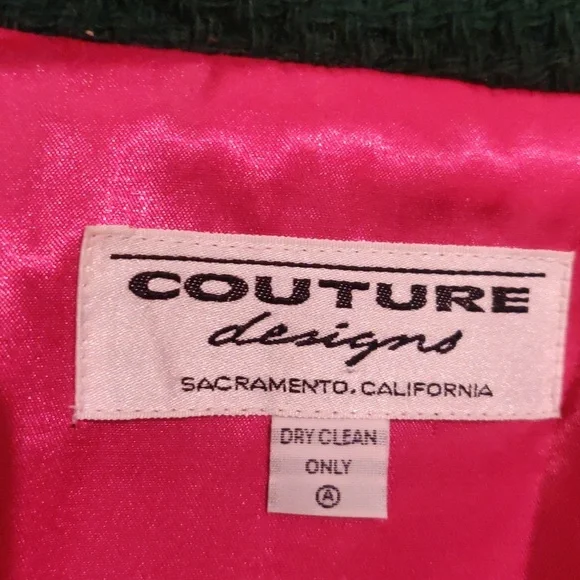 COUTURE
designs
SACRAMENTO, CALIFORNIA
DRY CLEAN
ONLY
A